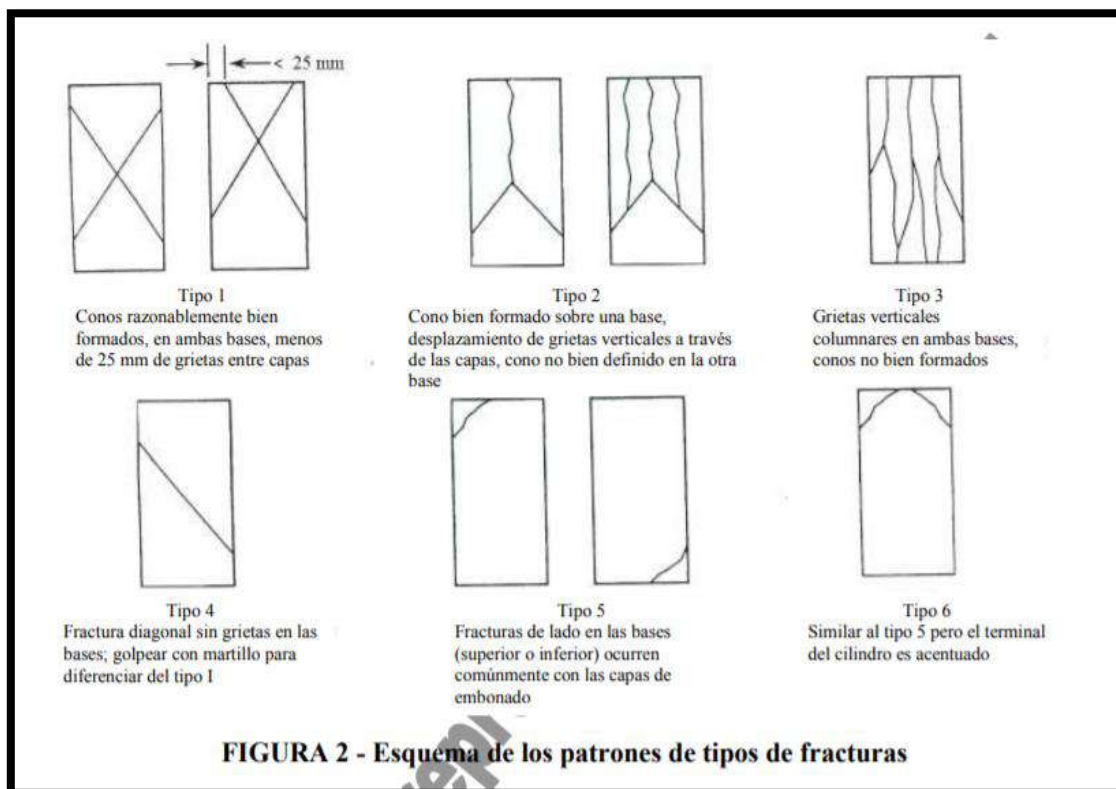 < 25 mm
Tipo 1
Conos razonablemente bien
formados, en ambas bases, menos
de 25 mm de grietas entre capas
Tipo 2
Cono bien formado sobre una base,
desplazamiento de grietas verticales a través
de las capas, cono no bien definido en la otra
base
Tipo 3
Grietas verticales
columnares en ambas bases,
conos no bien formados
Tipo 4
Fractura diagonal sin grietas en las
bases; golpear con martillo para
diferenciar del tipo I
Tipo 5
Fracturas de lado en las bases
(superior o inferior) ocurren
comúnmente con las capas de
embonado
Tipo 6
Similar al tipo 5 pero el terminal
del cilindro es acentuado
FIGURA 2 - Esquema de los patrones de tipos de fracturas